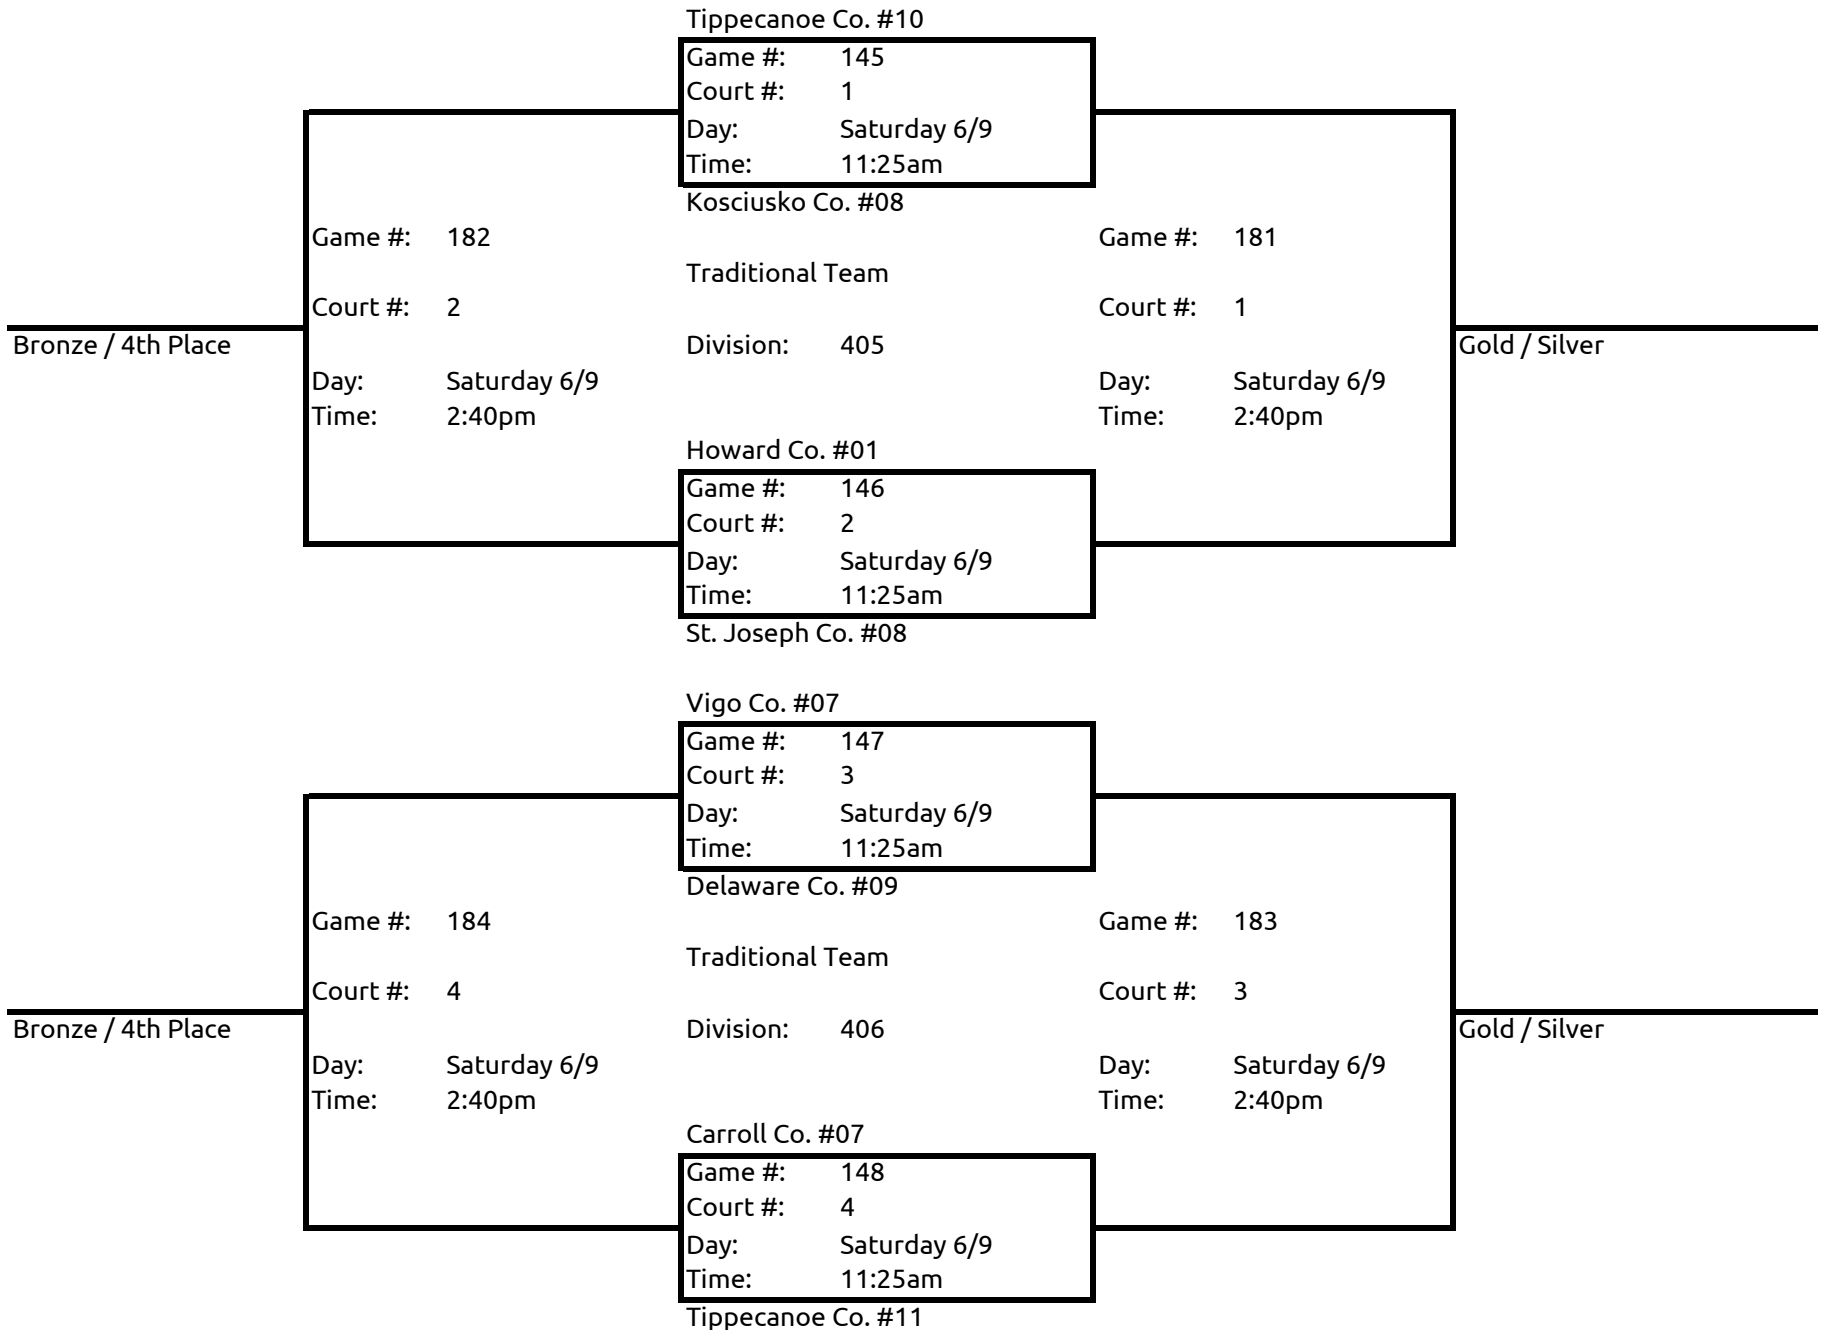 Tippecanoe Co. #10
Game #: 145
Court #: 1
Day: Saturday 6/9
Time: 11:25am
Kosciusko Co. #08
Game #: 182 Game #: 181
Traditional Team
Court #: 2 Court #: 1
Bronze / 4th Place Division: 405 Gold / Silver
Day: Saturday 6/9 Day: Saturday 6/9
Time: 2:40pm Time: 2:40pm
Howard Co. #01
Game #: 146
Court #: 2
Day: Saturday 6/9
Time: 11:25am
St. Joseph Co. #08
Vigo Co. #07
Game #: 147
Court #: 3
Day: Saturday 6/9
Time: 11:25am
Delaware Co. #09
Game #: 184 Game #: 183
Traditional Team
Court #: 4 Court #: 3
Bronze / 4th Place Division: 406 Gold / Silver
Day: Saturday 6/9 Day: Saturday 6/9
Time: 2:40pm Time: 2:40pm
Carroll Co. #07
Game #: 148
Court #: 4
Day: Saturday 6/9
Time: 11:25am
Tippecanoe Co. #11